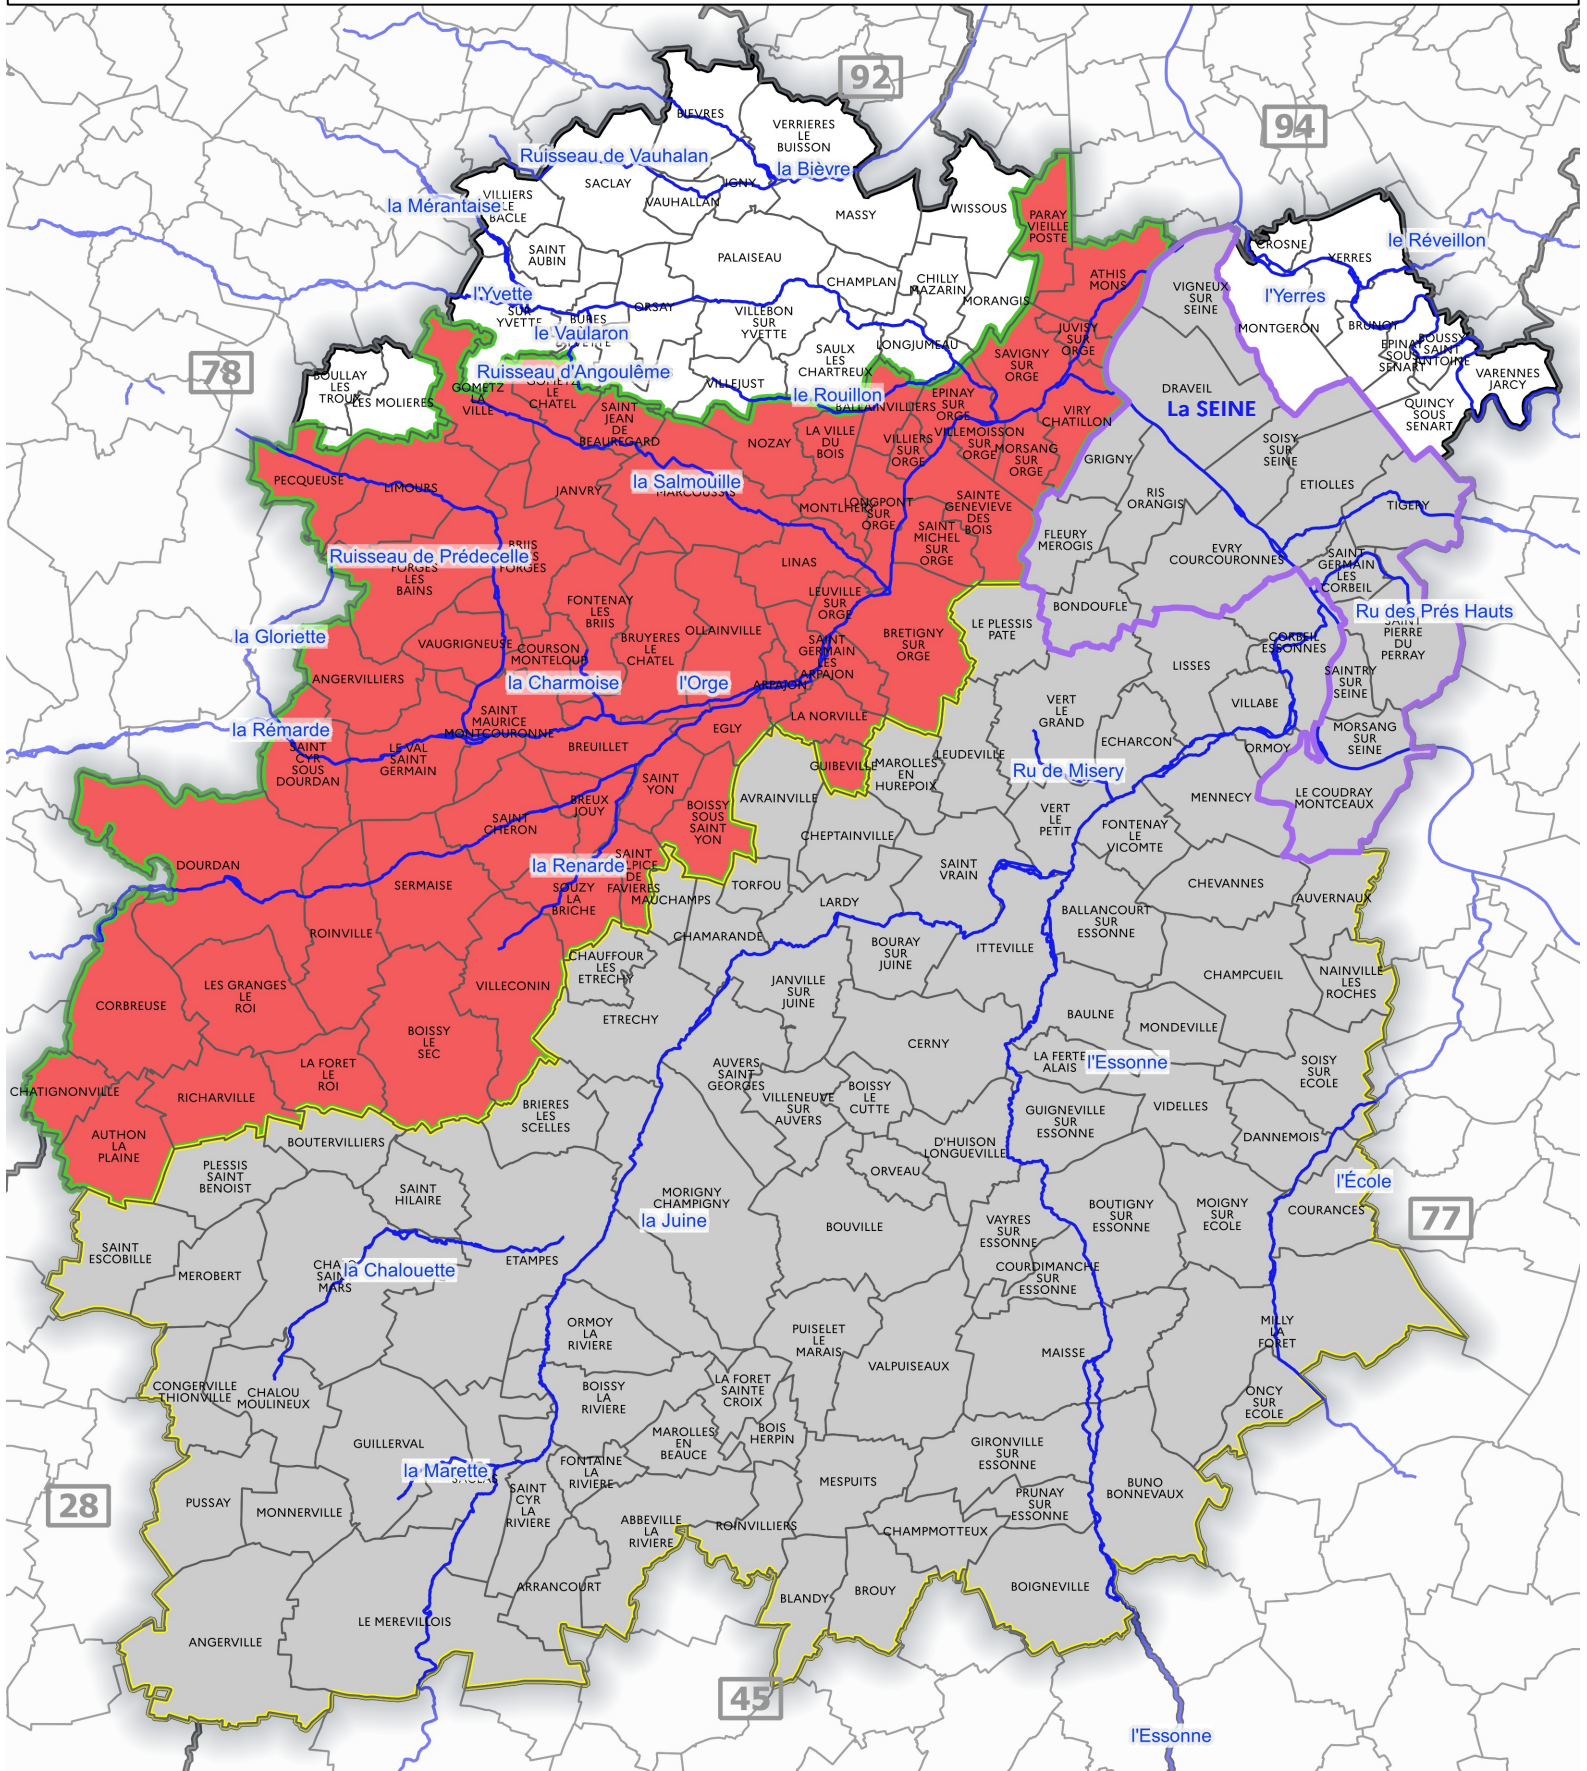 92
94
BIEVRES
VERRIERES
LE
BUISSON
Ruisseau de Vauhalan
la Bièvre
SACLAY
IGNY
VAUHALLAN
la Mérantaise
VILLIERS
LE
BACLE
MASSY
WISSOUS
PARAY
VIEILLE
POSTE
SAINT
AUBIN
PALAISEAU
CROSNE
YERRES
le Réveillon
ATHIS
MONS
CHAMPLAN
CHILLY
MAZARIN
MORANGIS
VIGNEUX
SUR
SEINE
l'Yerres
l'Yvette
SUR
YVETTE
BURES
ORSAY
VILLEBON
SUR
YVETTE
le Vaularon
MONTGERON
BRUNOY
JUVISY
SUR
ORGE
LONGJUMEAU
SAULX
LES
CHARTREUX
SAVIGNY
SUR
ORGE
EPINAY
SOUS
SENART
BOUSSY
SAINT
ANTOINE
VARENNES
JARCY
78
BOULLAY
LES
TROUX
LES MOLIERES
Ruisseau d'Angoulême
GOMETZ
LA
VILLE
GOMETZ
LE
CHATEL
VILLEJUST
le Rouillon
BALLAINVILLIERS
EPINAY
SUR
ORGE
DRAVEIL
La SEINE
QUINCY
SOUS
SENART
SAINT
JEAN
DE
BEAUREGARD
NOZAY
LA VILLE
DU
BOIS
VILLIERS
SUR
ORGE
VILLEMOISSON
SUR
ORGE
MORSANG
SUR
ORGE
VIRY
CHATILLON
GRIGNY
SOISY
SUR
SEINE
ETIOLLES
TIGERY
PECQUEUSE
LIMOURS
JANVRY
la Salmouille
MARCOUSSIS
MONTLHERY
LONGPONT
SUR
ORGE
SAINTE
GENEVIEVE
DES
BOIS
SAINT
MICHEL
SUR
ORGE
RIS
ORANGIS
FLEURY
MEROGIS
EVRY
COURCOURONNES
SAINT
GERMAIN
LES
CORBEIL
Ruisseau de Prédecelle
BRIIS
FORGES
FORGES
LES
BAINS
LINAS
LEUVILLE
SUR
ORGE
BONDOUFLE
Ru des Prés Hauts
SAINT
PIERRE
DU
PERRAY
la Gloriette
FONTENAY
LES
BRIIS
VAUGRIGNEUSE
COURSON
MONTELOUP
BRUYERES
LE
CHATEL
OLLAINVILLE
SAINT
GERMAIN
LES
ARPAJON
BRETIGNY
SUR
ORGE
LE PLESSIS
PATE
LISSES
CORBEIL
ESSONNES
SAINTRY
SUR
SEINE
ANGERVILLIERS
la Charmoise
l'Orge
ARPAJON
LA NORVILLE
VERT
LE
GRAND
VILLABE
la Rémarde
SAINT
MAURICE
MONTCOURONNE
EGLY
BREUILLET
SAINT
CYR
SOUS
DOURDAN
LE VAL
SAINT
GERMAIN
GUIBEVILLE
MAROLLES
EN
HUREPOIX
LEUDEVILLE
ECHARCON
ORMOY
MORSANG
SUR
SEINE
Ru de Misery
SAINT
YON
AVRAINVILLE
BREUX
JOUY
BOISSY
SOUS
SAINT
YON
MENNECY
LE COUDRAY
MONTCEAUX
SAINT
CHERON
CHEPTAINVILLE
VERT
LE
PETIT
FONTENAY
LE
VICOMTE
DOURDAN
la Renarde
SAINT
DE
FAVIERES
SAINT
VRAIN
SERMAISE
SOUZY
LA
BRICHE
MAUCHAMPS
TORFOU
CHEVANNES
AUVERNAUX
LARDY
ROINVILLE
CHAMARANDE
BALLANCOURT
SUR
ESSONNE
BOURAY
SUR
JUINE
ITTEVILLE
CHAUFFOUR
LES
ETRECHY
CORBREUSE
LES GRANGES
LE
ROI
VILLECONIN
JANVILLE
SUR
JUINE
CHAMPCUEIL
NAINVILLE
LES
ROCHES
ETRECHY
BAULNE
MONDEVILLE
BOISSY
LE
SEC
CERNY
LA FERTE
ALAIS
l'Essonne
SOISY
SUR
ECOLE
CHATIGNONVILLE
LA FORET
LE
ROI
RICHARVILLE
AUVERS
SAINT
GEORGES
BOISSY
LE
CUTTE
VILLENEUVE
SUR
AUVERS
BRIERES
LES
SCELLES
GUIGNEVILLE
SUR
ESSONNE
VIDELLES
AUTHON
LA
PLAINE
BOUTERVILLIERS
D'HUISON
LONGUEVILLE
DANNEMOIS
PLESSIS
SAINT
BENOIST
ORVEAU
l'École
SAINT
HILAIRE
MORIGNY
CHAMPIGNY
la Juine
BOUVILLE
VAYRES
SUR
ESSONNE
BOUTIGNY
SUR
ESSONNE
MOIGNY
SUR
ECOLE
COURANCES
77
SAINT
ESCOBILLE
MEROBERT
la Chalouette
MARS
ETAMPES
COURDIMANCHE
SUR
ESSONNE
ORMOY
LA
RIVIERE
PUISELET
LE
MARAIS
VALPUISEAUX
MAISSE
MILLY
LA
FORET
CONGERVILLE
THIONVILLE
CHALOU
MOULINEUX
BOISSY
LA
RIVIERE
LA FORET
SAINTE
CROIX
ONCY
SUR
ECOLE
GUILLERVAL
MAROLLES
EN
BEAUCE
BOIS
HERPIN
GIRONVILLE
SUR
ESSONNE
la Marette
SACLAS
FONTAINE
LA
RIVIERE
MESPUITS
BUNO
BONNEVAUX
28
PUSSAY
MONNERVILLE
SAINT
CYR
LA
RIVIERE
PRUNAY
SUR
ESSONNE
ABBEVILLE
LA
RIVIERE
ROINVILLIERS
CHAMPMOTTEUX
ARRANCOURT
BLANDY
BROUY
BOIGNEVILLE
LE MEREVILLOIS
ANGERVILLE
45
l'Essonne